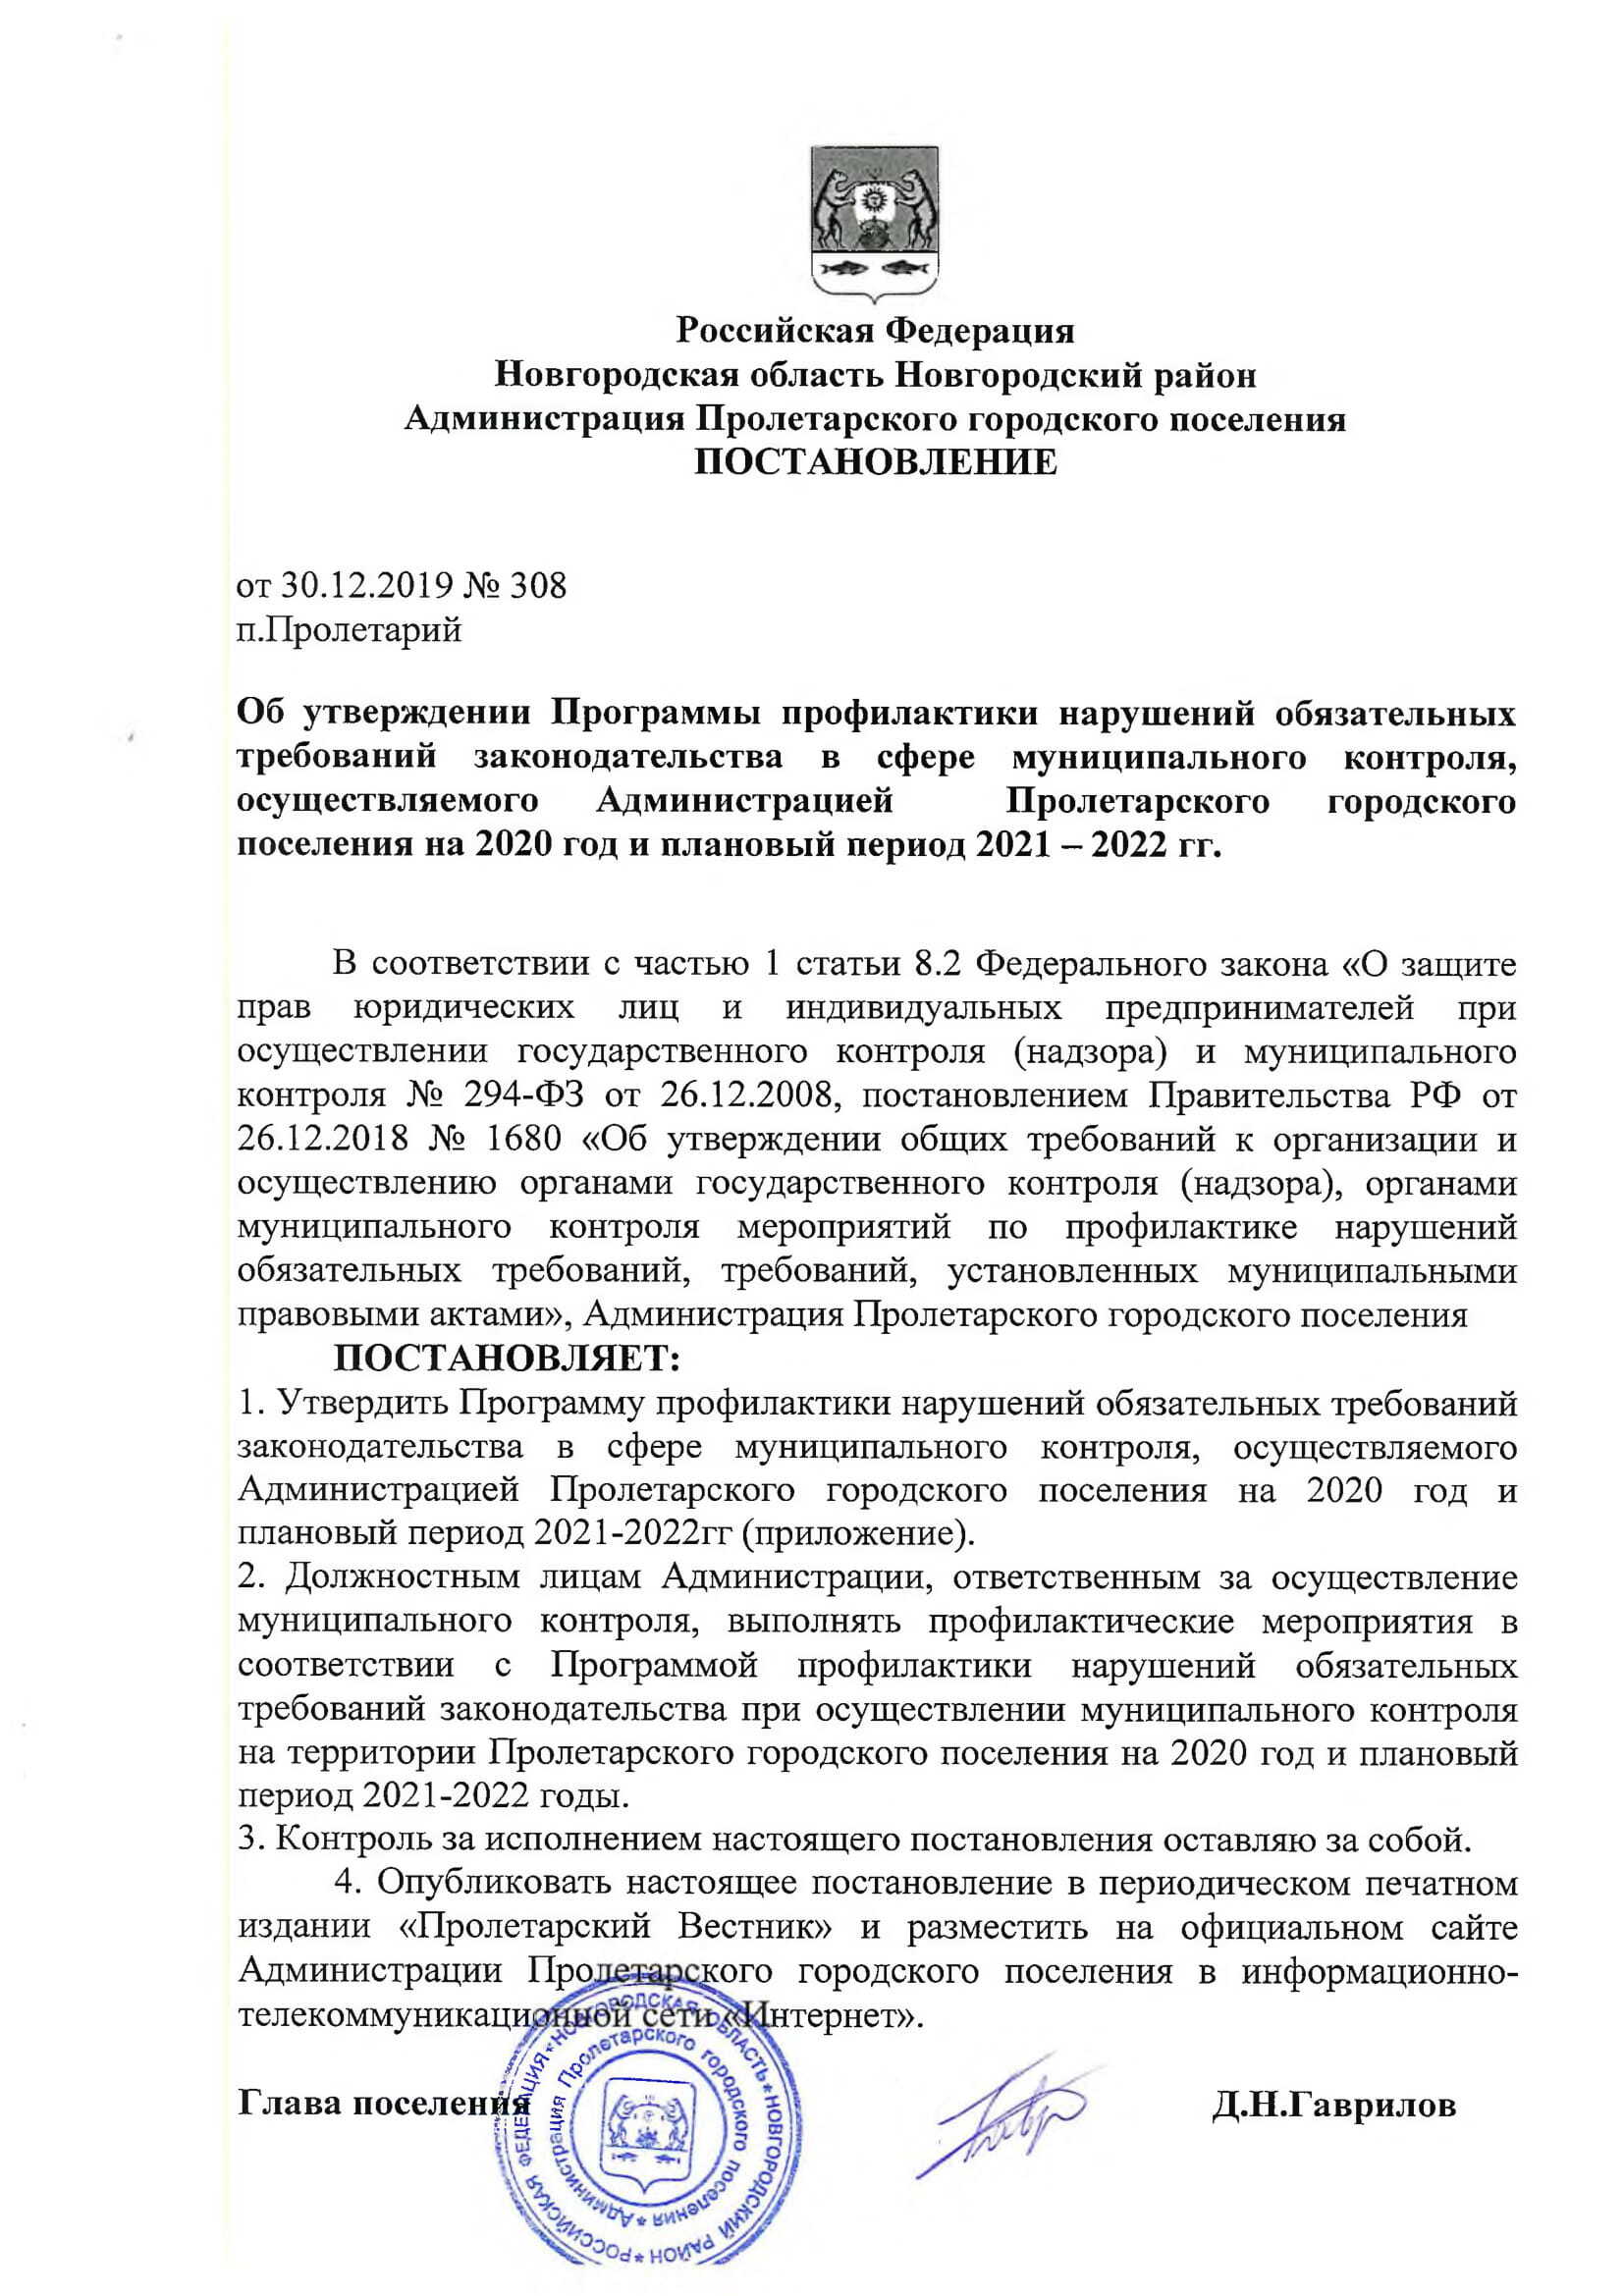 Российская Федерация
Новгородская область Новгородский район
Администрация Пролетарского городского поселения
ПОСТАНОВЛЕНИЕ
от 30.12.2019 № 308
п.Пролетарий
Об утверждении Программы профилактики нарушений обязательных
требований законодательства в сфере муниципального контроля,
осуществляемого Администрацией Пролетарского городского
поселения на 2020 год и плановый период 2021 – 2022 гг.
В соответствии с частью 1 статьи 8.2 Федерального закона «О защите
прав юридических лиц и индивидуальных предпринимателей при
осуществлении государственного контроля (надзора) и муниципального
контроля № 294-ФЗ от 26.12.2008, постановлением Правительства РФ от
26.12.2018 № 1680 «Об утверждении общих требований к организации и
осуществлению органами государственного контроля (надзора), органами
муниципального контроля мероприятий по профилактике нарушений
обязательных требований, требований, установленных муниципальными
правовыми актами», Администрация Пролетарского городского поселения
ПОСТАНОВЛЯЕТ:
1. Утвердить Программу профилактики нарушений обязательных требований
законодательства в сфере муниципального контроля, осуществляемого
Администрацией Пролетарского городского поселения на 2020 год и
плановый период 2021-2022гг (приложение).
2. Должностным лицам Администрации, ответственным за осуществление
муниципального контроля, выполнять профилактические мероприятия в
соответствии с Программой профилактики нарушений обязательных
требований законодательства при осуществлении муниципального контроля
на территории Пролетарского городского поселения на 2020 год и плановый
период 2021-2022 годы.
3. Контроль за исполнением настоящего постановления оставляю за собой.
4. Опубликовать настоящее постановление в периодическом печатном
издании «Пролетарский Вестник» и разместить на официальном сайте
Администрации Пролетарского городского поселения в информационно-
телекоммуникационной сети «Интернет».
Глава поселения Д.Н.Гаврилов
РОССИЙСКАЯ ФЕДЕРАЦИЯ * НОВГОРОДСКАЯ ОБЛАСТЬ * НОВГОРОДСКИЙ РАЙОН *
Администрация Пролетарского городского поселения *